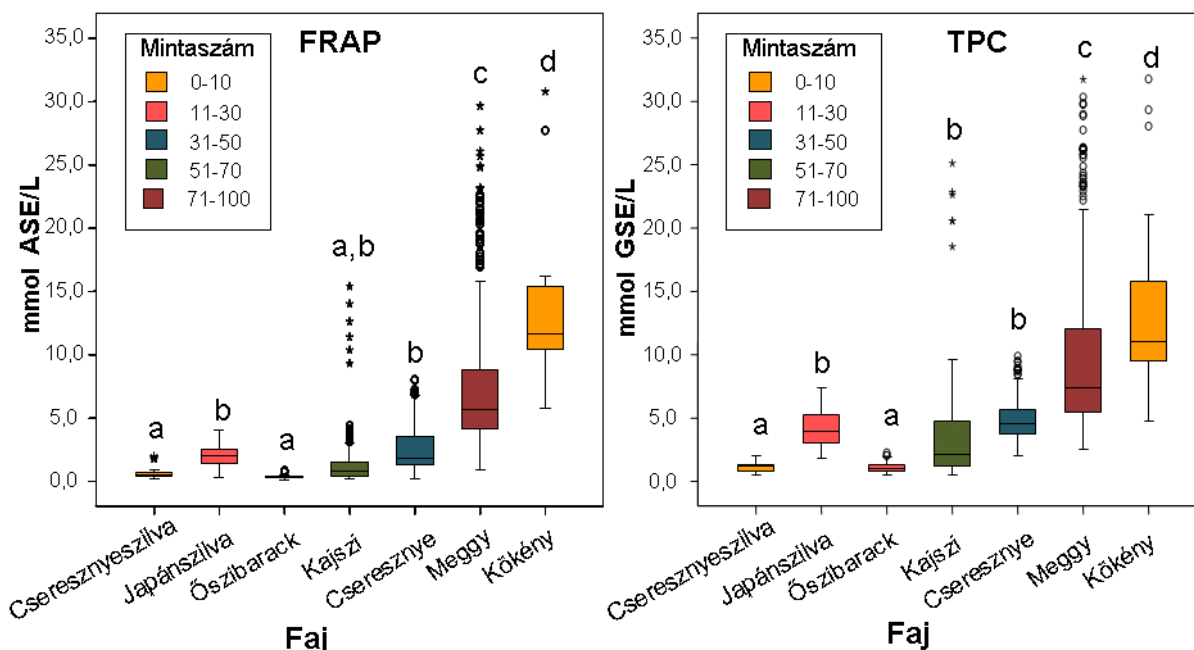 FRAP
35,0
30,0
25,0
20,0
15,0
10,0
5,0
0,0
mmol ASE/L
Mintaszám
0-10
11-30
31-50
51-70
71-100
a
b
a
a,b
b
c
d
Cseresznyeszilva
Japánszilva
Őszibarack
Kajszi
Cseresznye
Meggy
Kökény
Faj
TPC
35,0
30,0
25,0
20,0
15,0
10,0
5,0
0,0
mmol GSE/L
Mintaszám
0-10
11-30
31-50
51-70
71-100
a
b
a
b
b
c
d
Cseresznyeszilva
Japánszilva
Őszibarack
Kajszi
Cseresznye
Meggy
Kökény
Faj